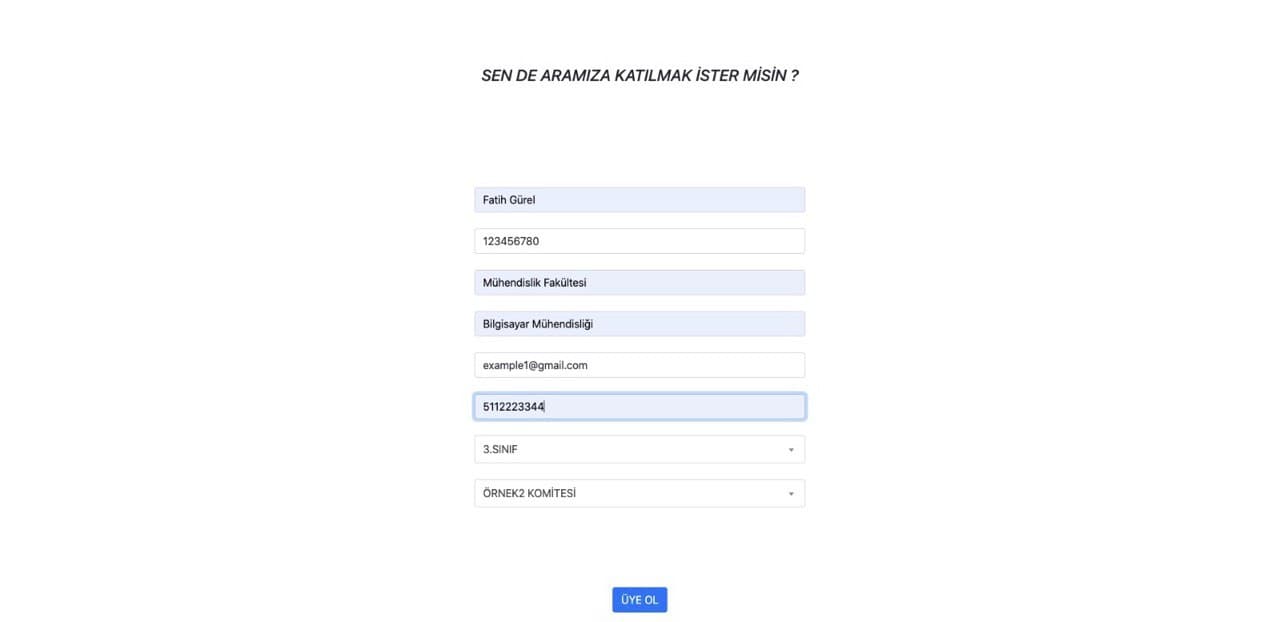 SEN DE ARAMIZA KATILMAK İSTER MİSİN ?
Fatih Gürel
123456780
Mühendislik Fakültesi
Bilgisayar Mühendisliği
example1@gmail.com
5112223344
3.SINIF
ÖRNEK2 KOMİTESİ
ÜYE OL